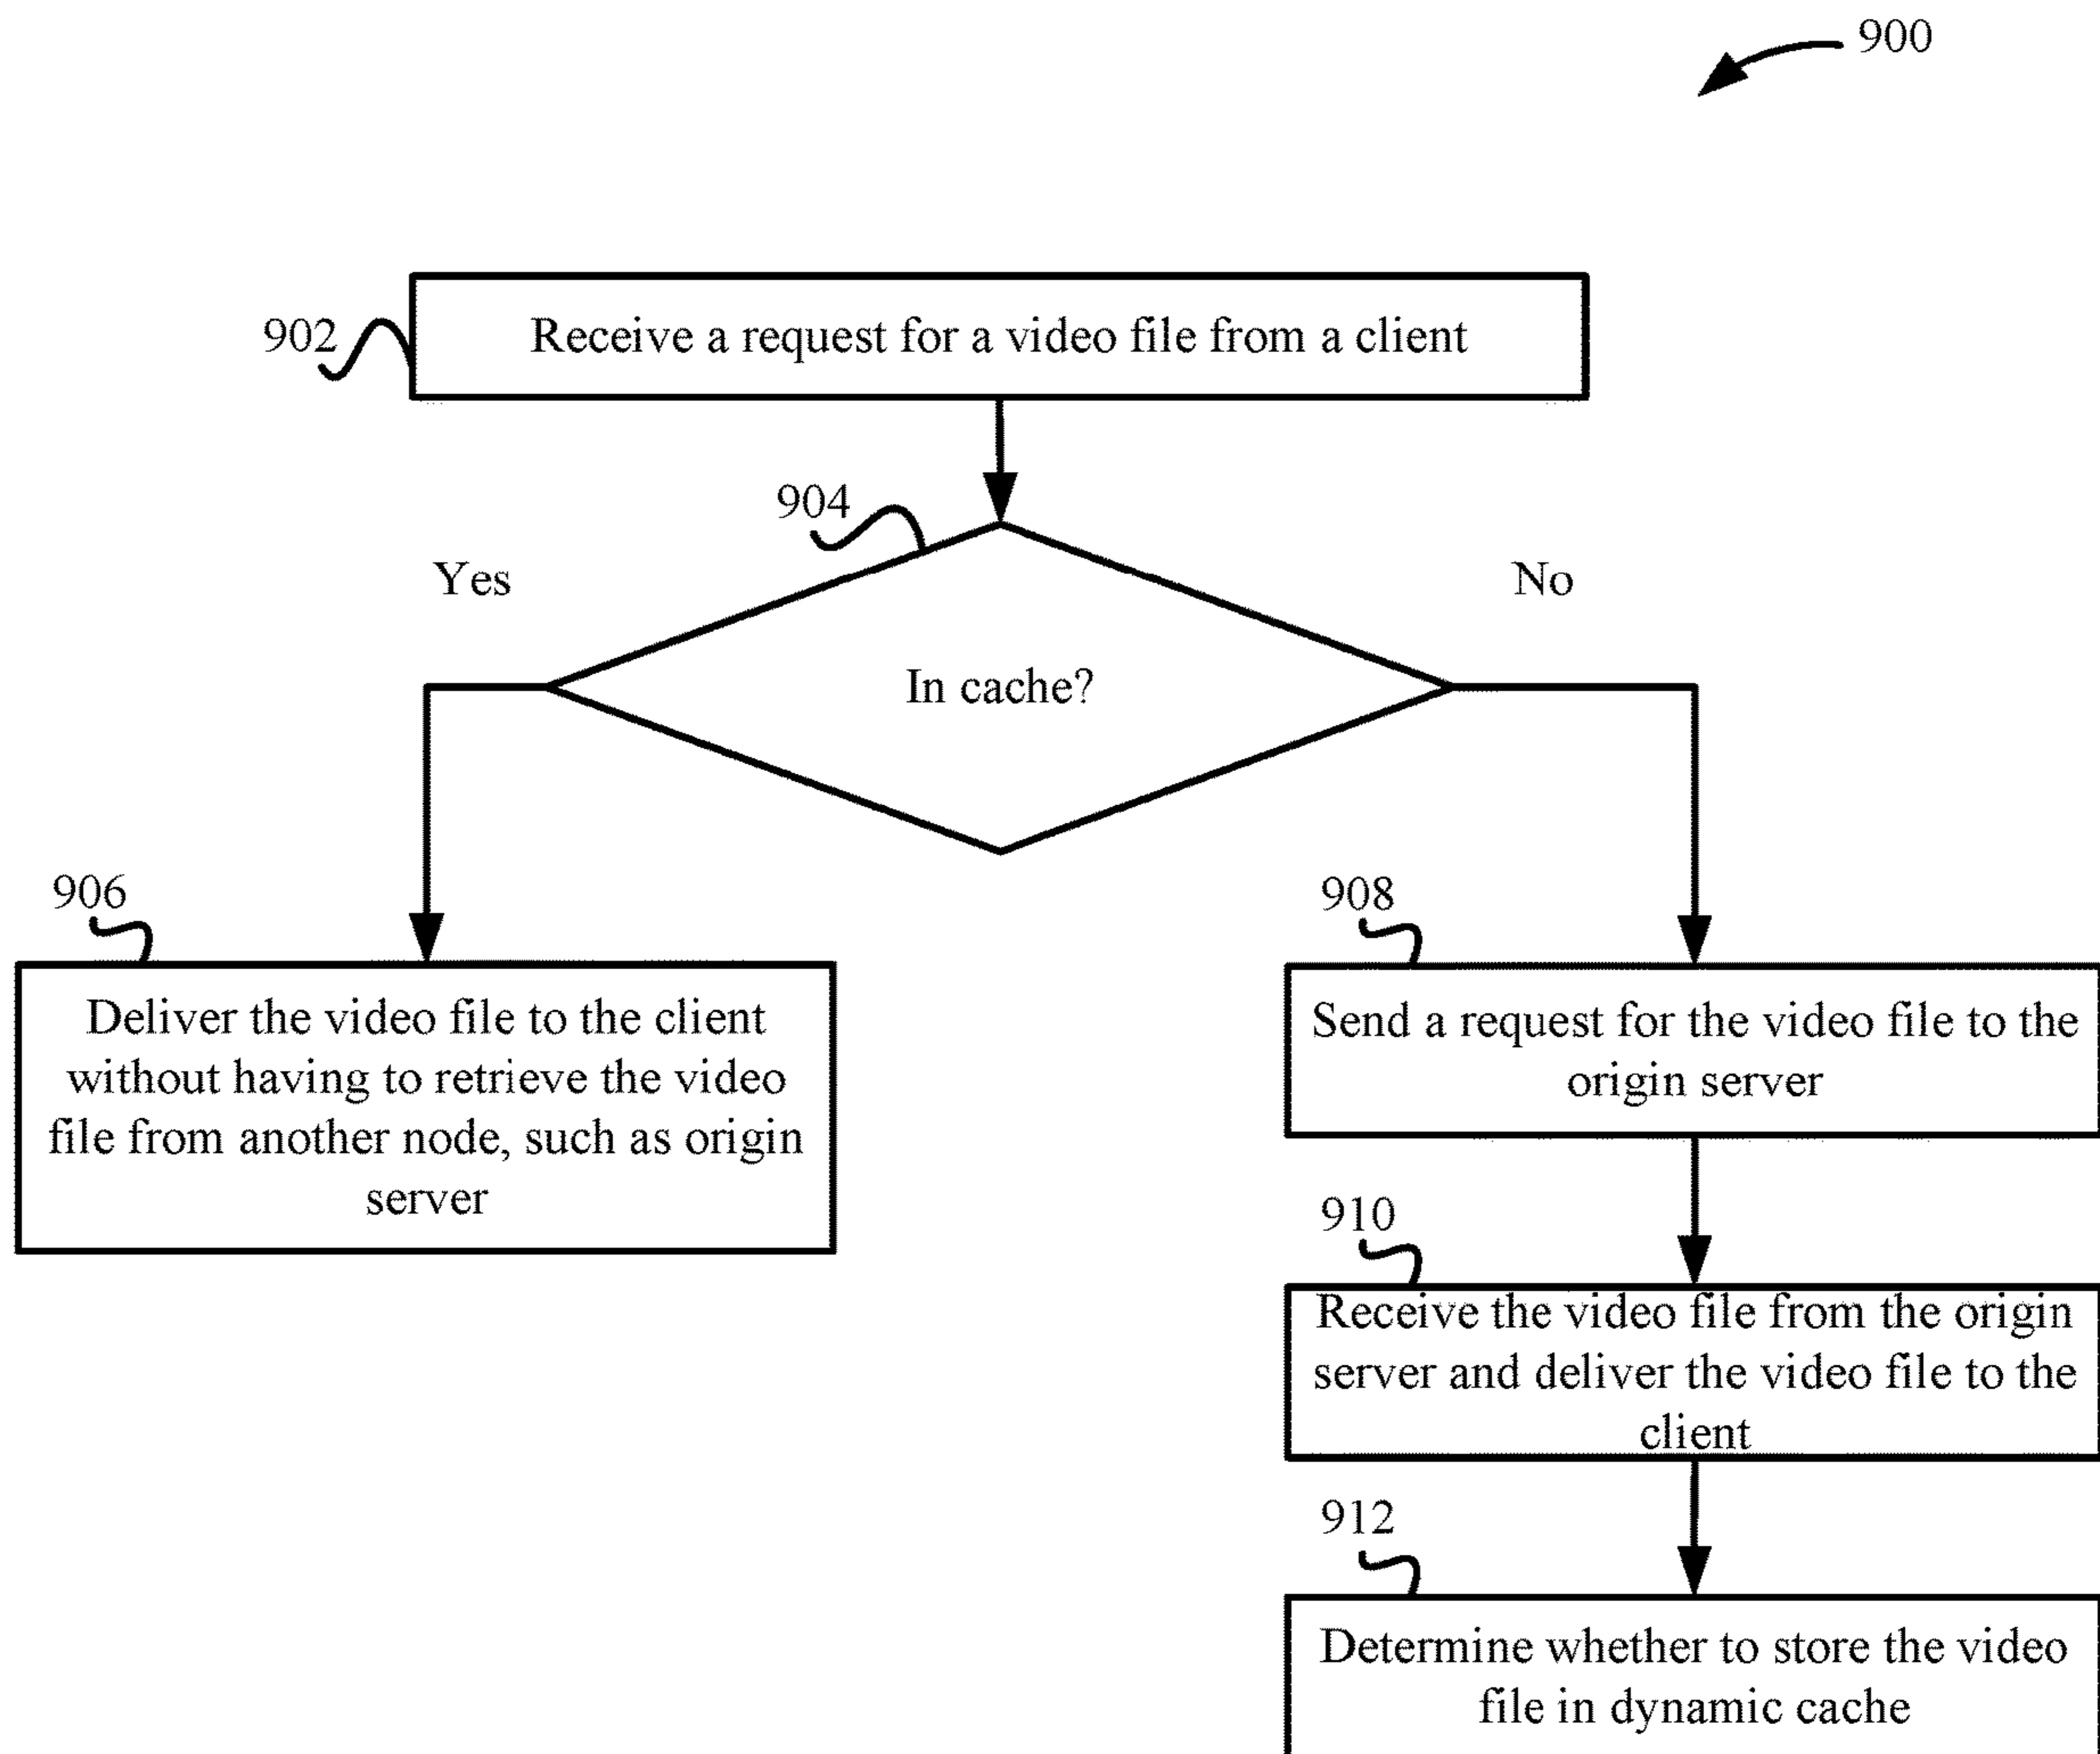 900
902
Receive a request for a video file from a client
904
Yes
No
In cache?
906
Deliver the video file to the client
without having to retrieve the video
file from another node, such as origin
server
908
Send a request for the video file to the
origin server
910
Receive the video file from the origin
server and deliver the video file to the
client
912
Determine whether to store the video
file in dynamic cache